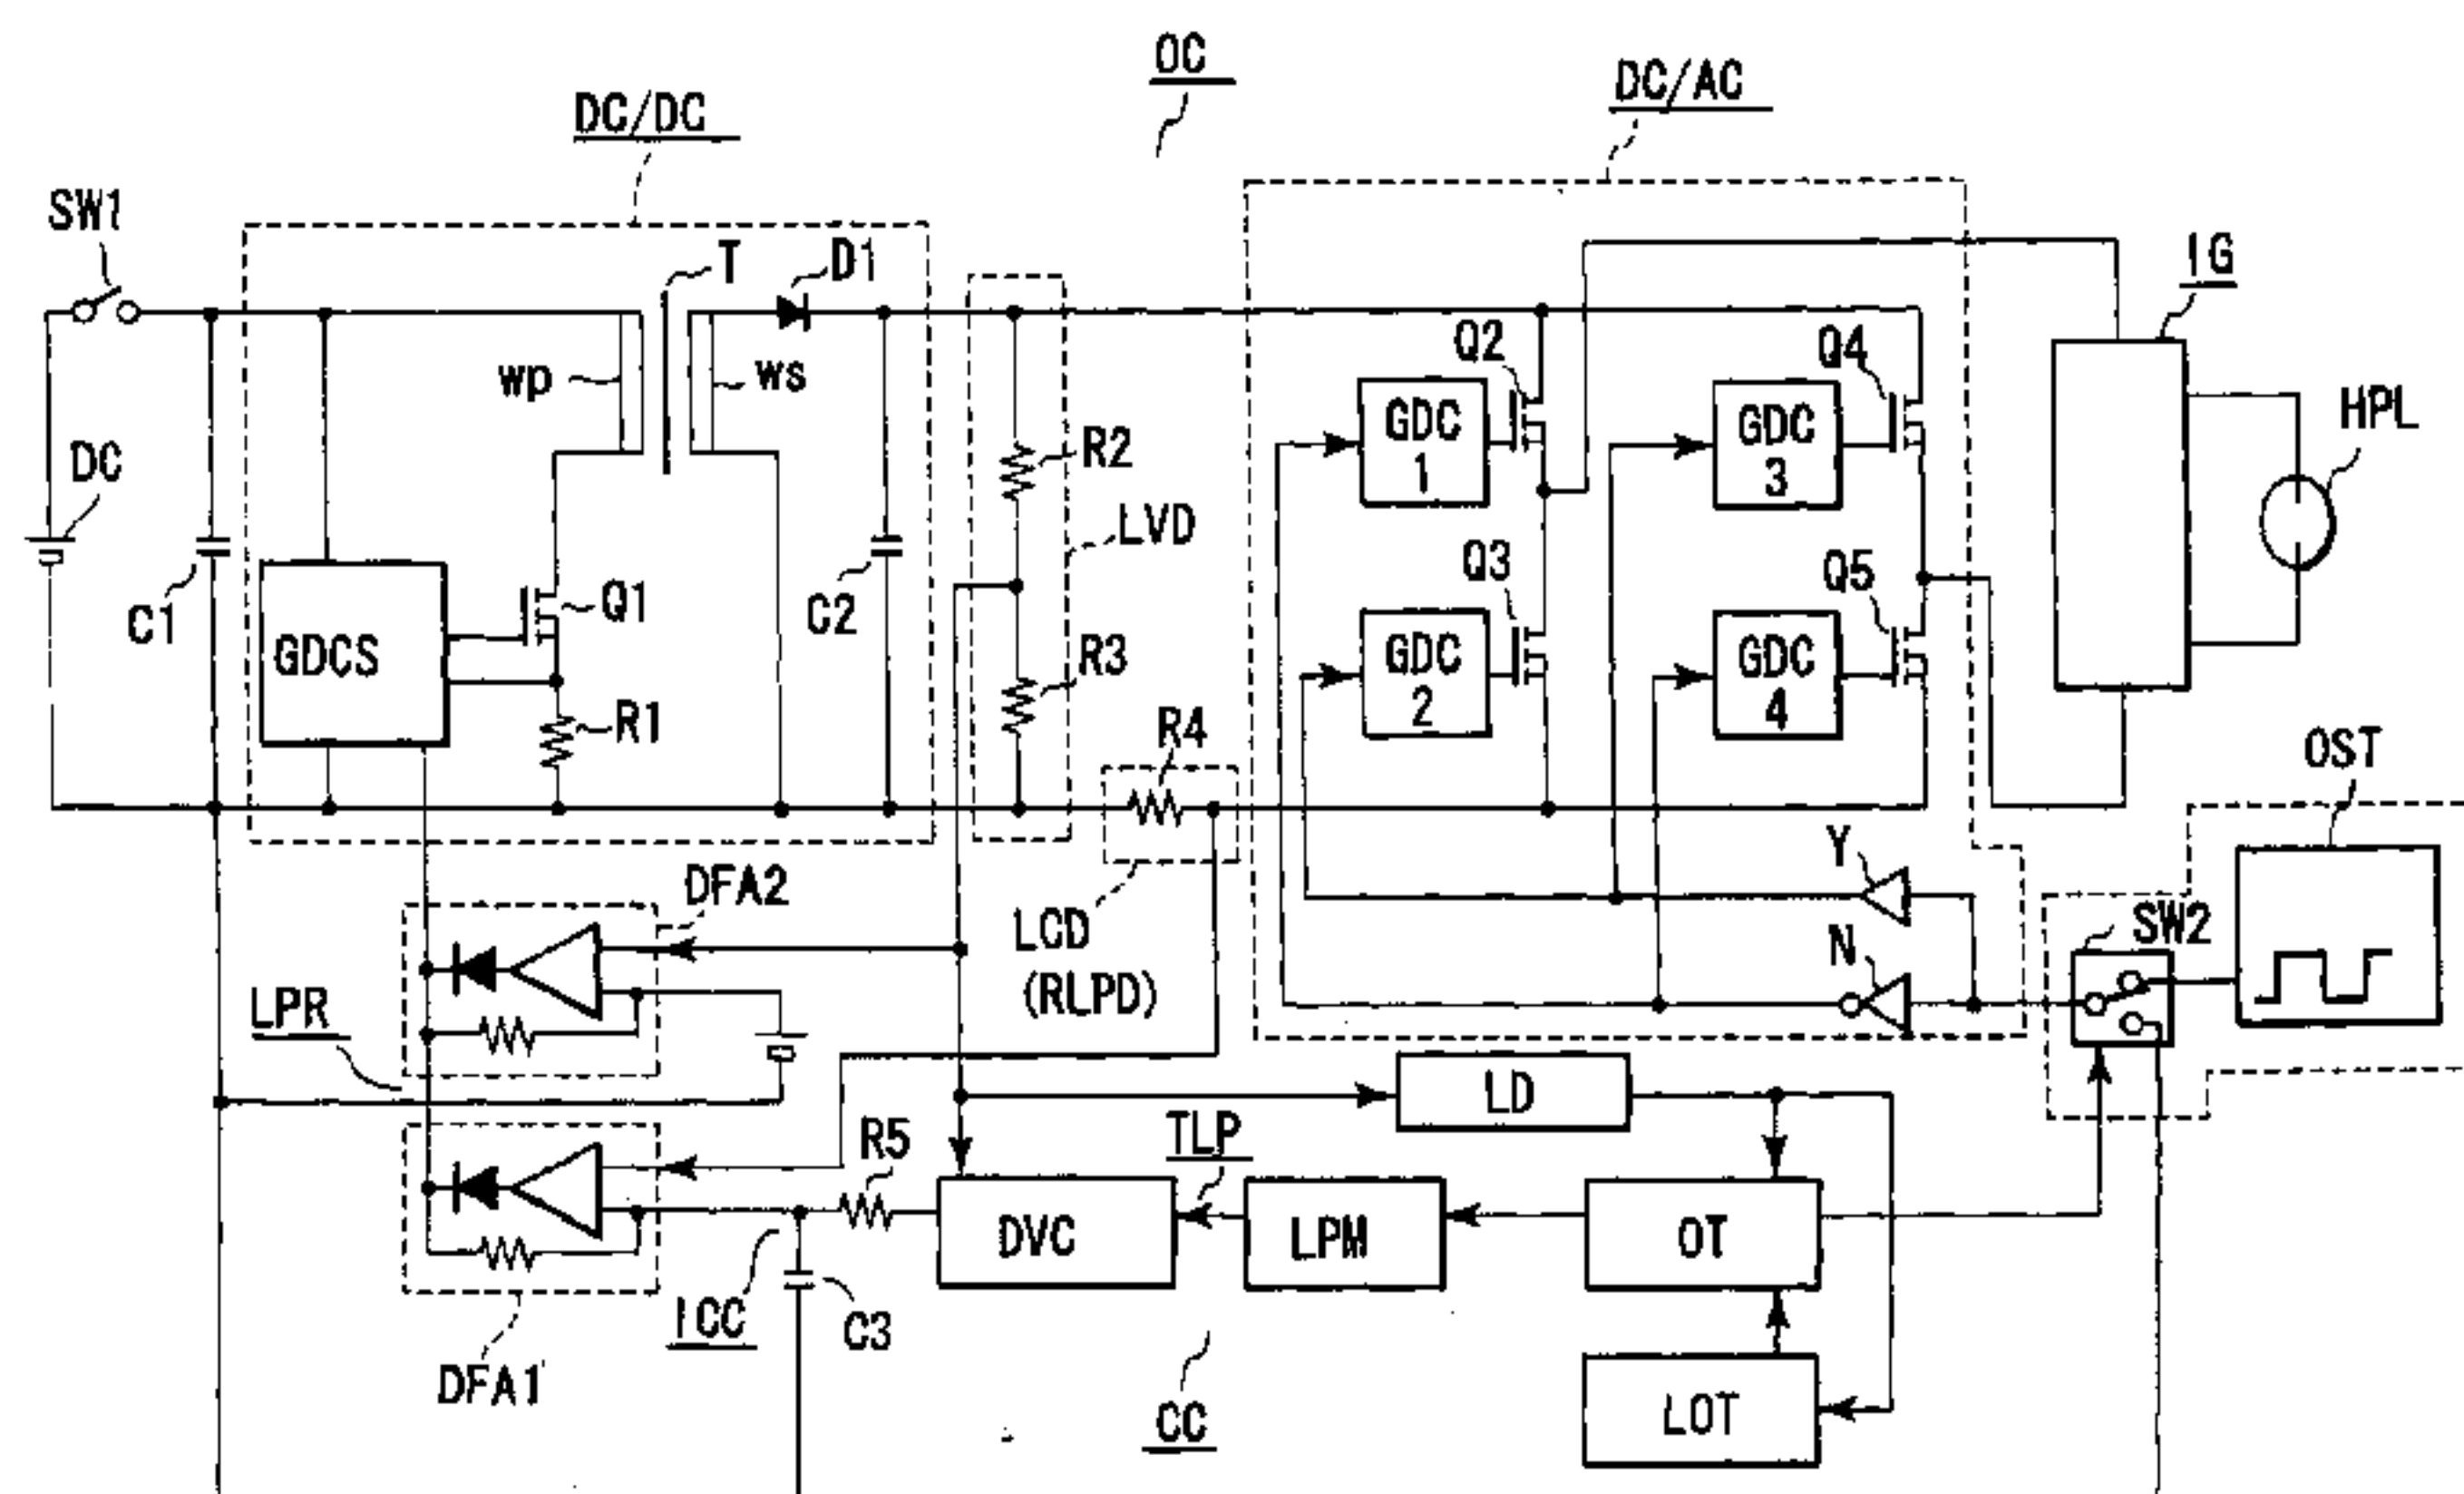 OC
DC/AC
DC/DC
SW1
T
D1
IG
Q2
Q4
wp
ws
HPL
GDC
1
GDC
3
R2
DC
LVD
Q3
Q5
C1
Q1
C2
GDCS
R3
GDC
2
GDC
4
R1
R4
OST
Y
DFA2
LCD
(RLPD)
N
SW2
LPR
LD
TLP
R5
DVC
LPM
OT
ICC
C3
DFA1
CC
LOT